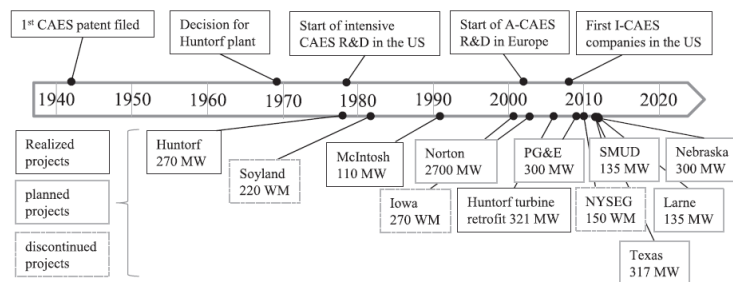 1st CAES patent filed
Decision for
Huntorf plant
Start of intensive
CAES R&D in the US
Start of A-CAES
R&D in Europe
First I-CAES
companies in the US
1940 1950 1960 1970 1980 1990 2000 2010 2020
Realized
projects
planned
projects
discontinued
projects
Huntorf
270 MW
Soyland
220 WM
McIntosh
110 MW
Iowa
270 WM
Norton
2700 MW
Huntorf turbine
retrofit 321 MW
PG&E
300 MW
NYSEG
150 WM
SMUD
135 MW
Texas
317 MW
Larne
135 MW
Nebraska
300 MW